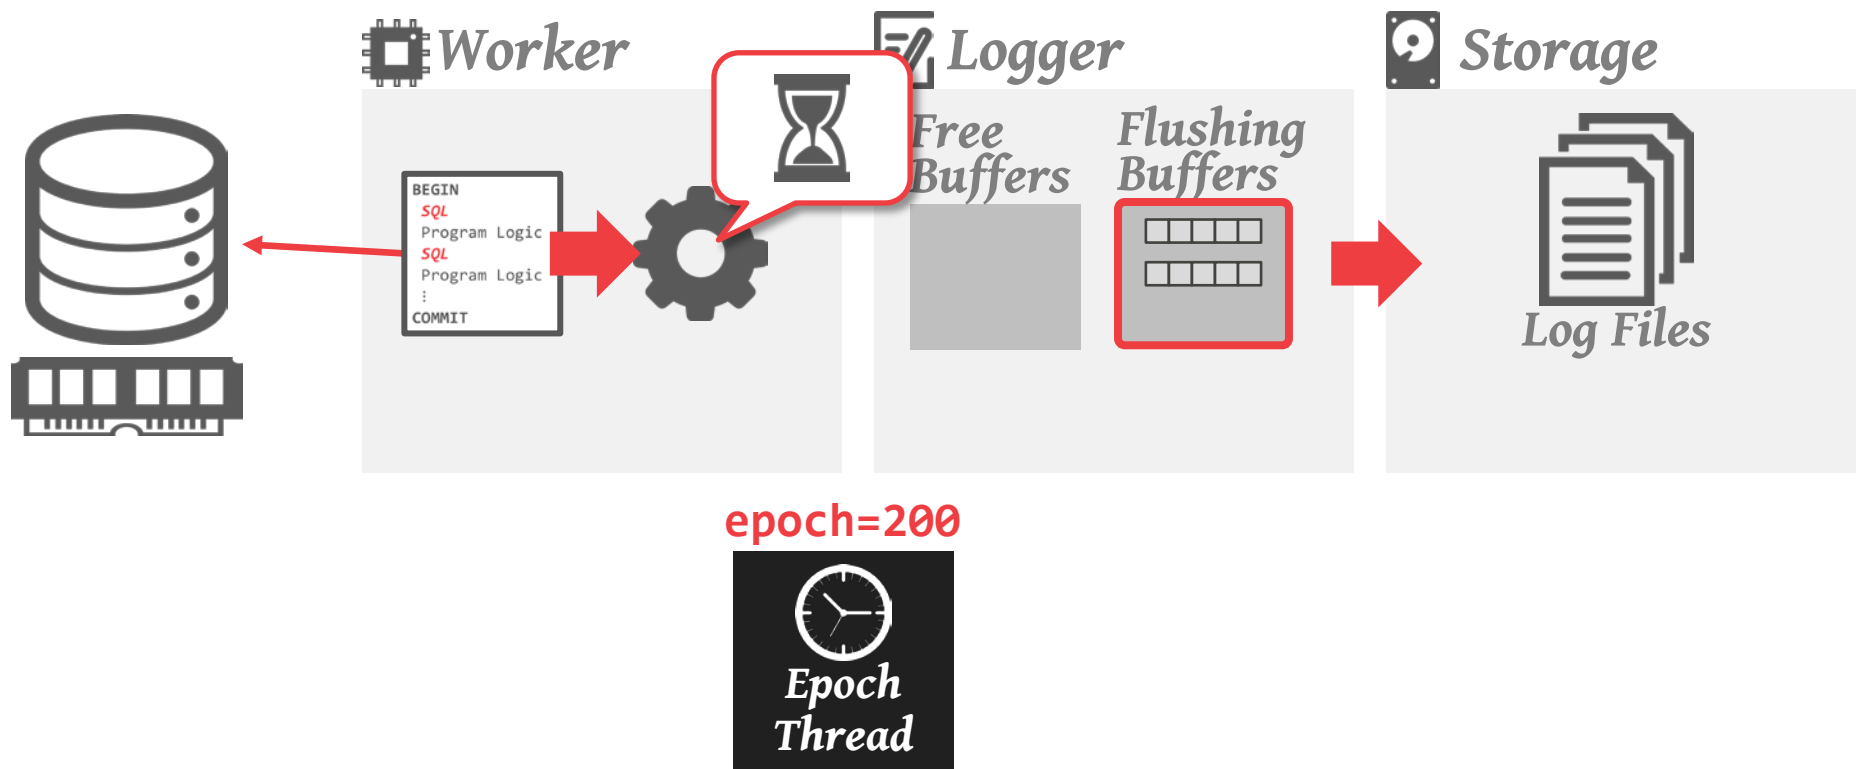 Worker
Logger
Storage
Free
Buffers
Flushing
Buffers
BEGIN
SQL
Program Logic
SQL
Program Logic
⋮
COMMIT
Log Files
epoch=200
Epoch
Thread